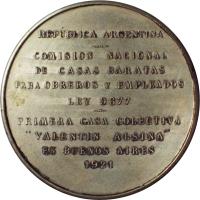 REPUBLICA ARGENTINA
COMISION NACIONAL
DE CASAS BARATAS
PARA OBREROS Y EMPLEADOS
LEY 9677
PRIMERA CASA COLECTIVA
"VALENTIN ALSINA"
EN BUENOS AIRES
1921